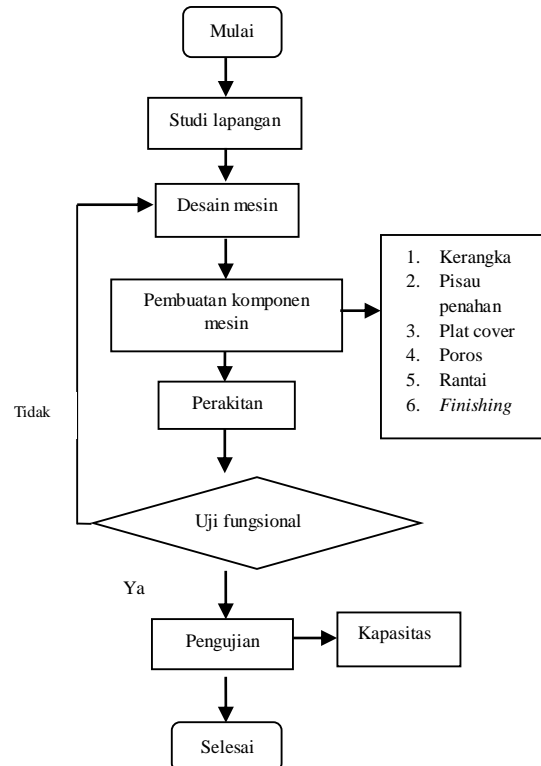 Mulai
Studi lapangan
Desain mesin
Pembuatan komponen
mesin
1. Kerangka
2. Pisau
penahan
3. Plat cover
4. Poros
5. Rantai
6. Finishing
Perakitan
Tidak
Uji fungsional
Ya
Pengujian
Kapasitas
Selesai